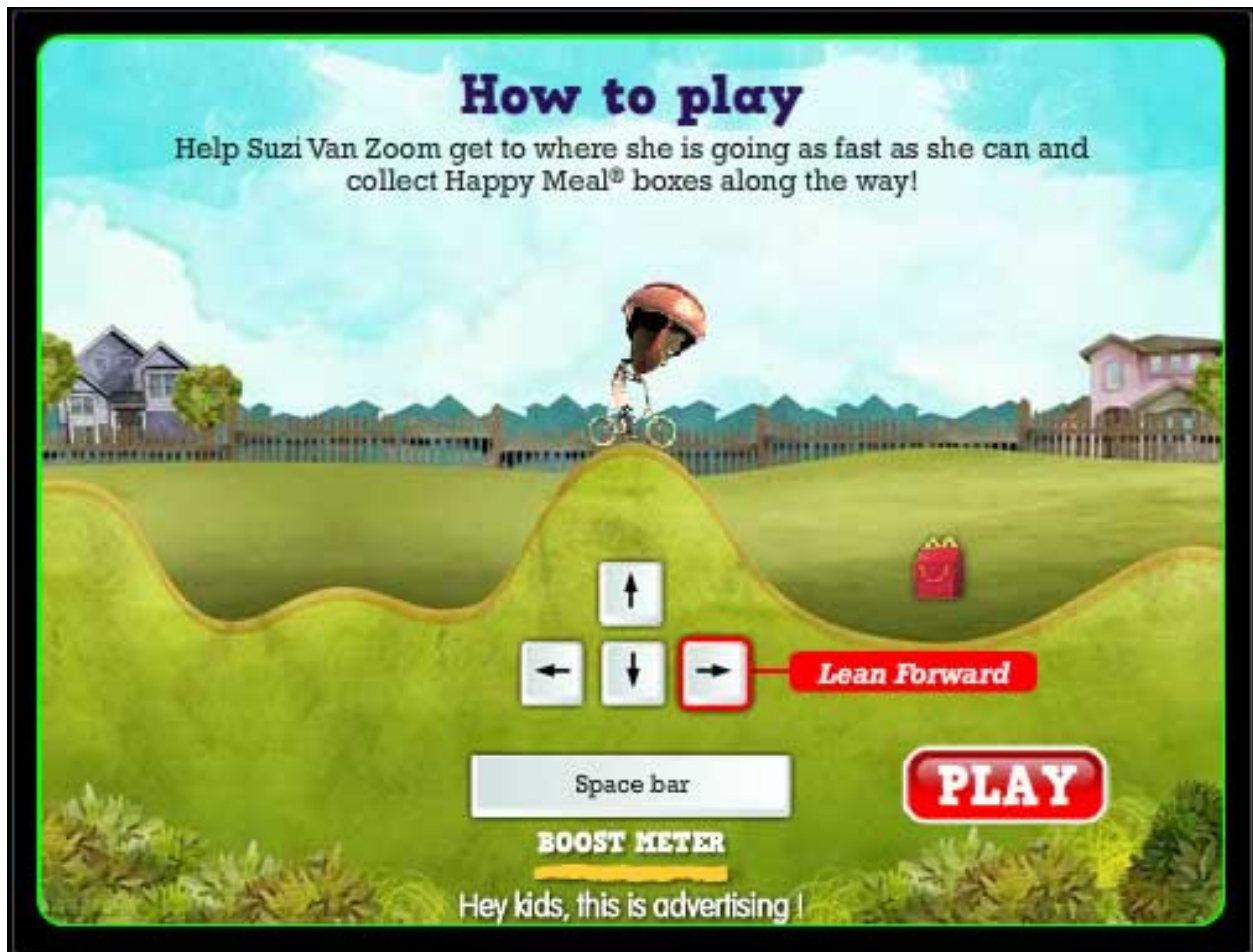 How to play
Help Suzi Van Zoom get to where she is going as fast as she can and
collect Happy Meal® boxes along the way!
Lean Forward
Space bar
PLAY
BOOST METER
Hey kids, this is advertising !